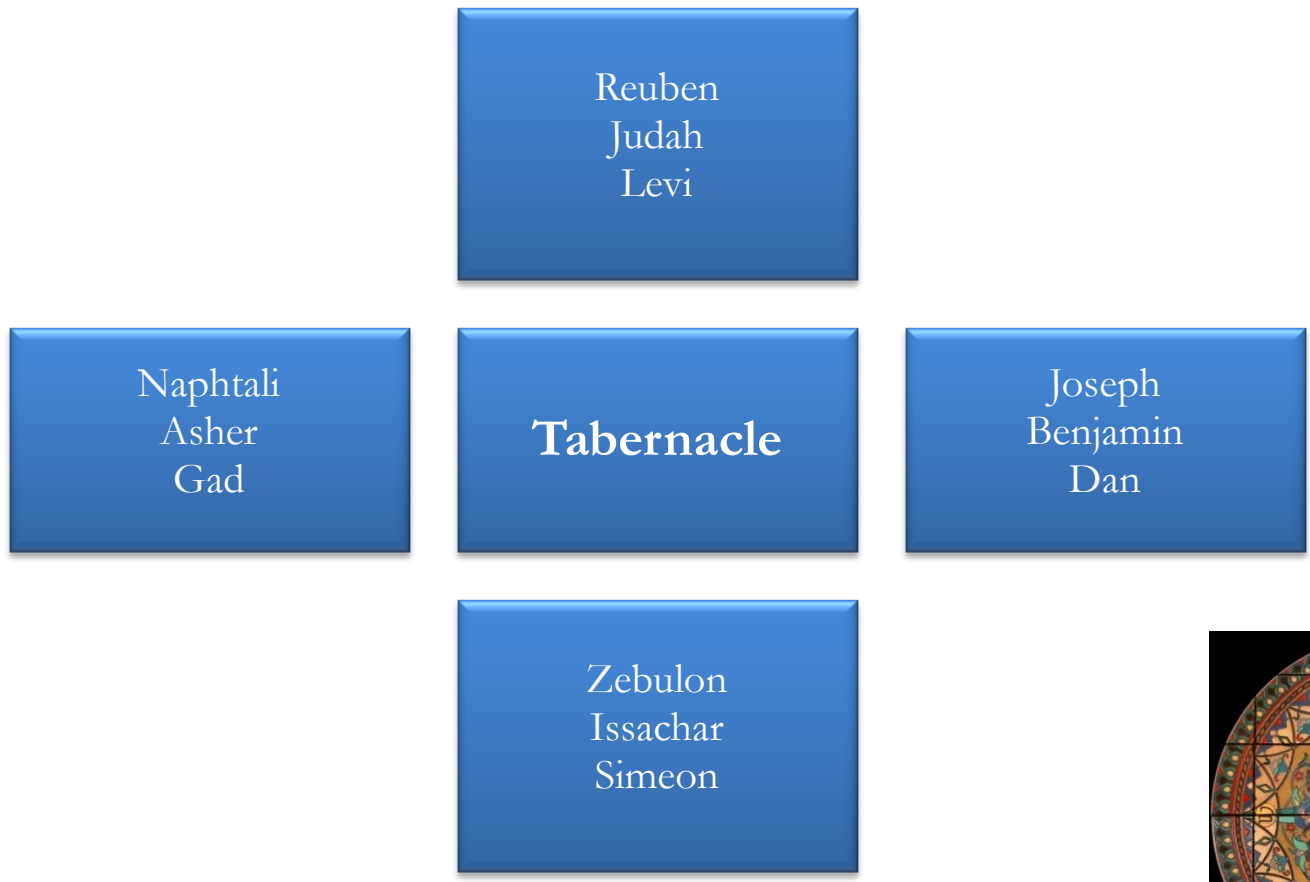 Reuben
Judah
Levi
Naphtali
Asher
Gad
Tabernacle
Joseph
Benjamin
Dan
Zebulon
Issachar
Simeon